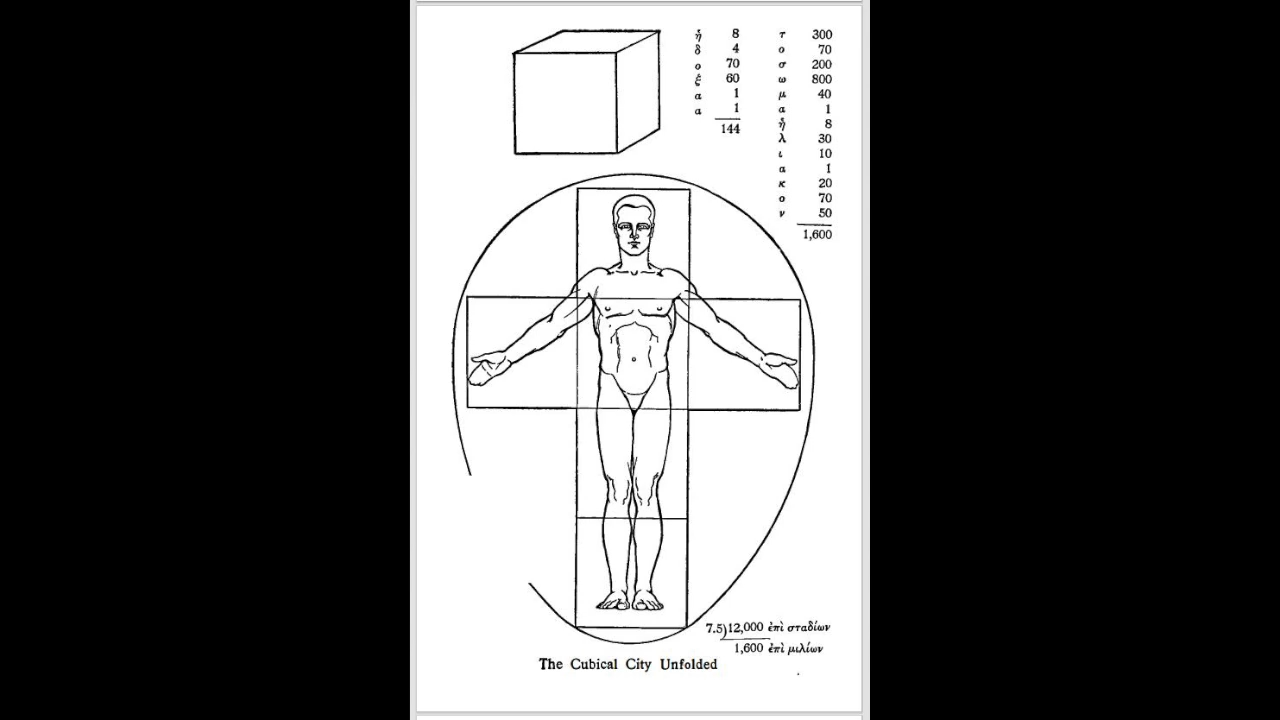 ἡ 8
δ 4
ο 70
ξ 60
α 1
α 1
144
τ 300
ο 70
σ 200
ω 800
μ 40
α 1
ἡ 8
λ 30
ι 10
α 1
κ 20
ο 70
ν 50
1,600
7.5)12,000 ἐπὶ σταδίων
1,600 ἐπὶ μιλίων
The Cubical City Unfolded